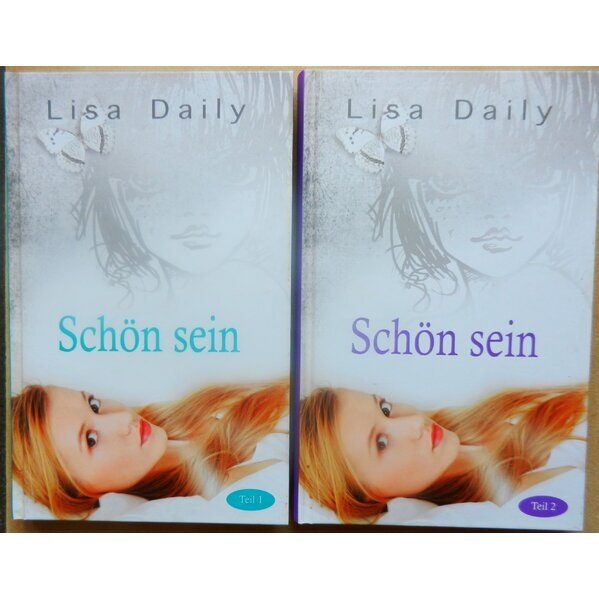 Lisa Daily
Schön sein
Teil 1
Lisa Daily
Schön sein
Teil 2